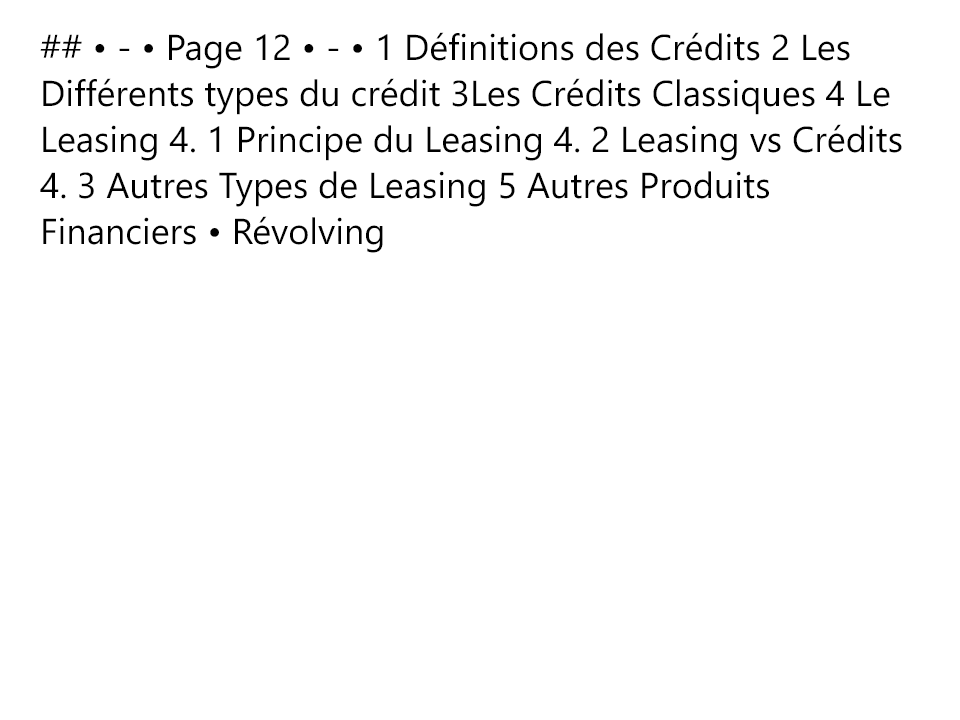 ## • - • Page 12 • - • 1 Définitions des Crédits 2 Les
Différents types du crédit 3Les Crédits Classiques 4 Le
Leasing 4. 1 Principe du Leasing 4. 2 Leasing vs Crédits
4. 3 Autres Types de Leasing 5 Autres Produits
Financiers • Révolving